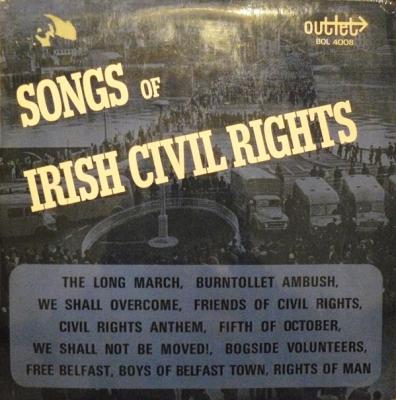 outlet
BOL 4008
SONGS OF
IRISH CIVIL RIGHTS
THE LONG MARCH, BURNTOLLET AMBUSH,
WE SHALL OVERCOME, FRIENDS OF CIVIL RIGHTS,
CIVIL RIGHTS ANTHEM, FIFTH OF OCTOBER,
WE SHALL NOT BE MOVED!, BOGSIDE VOLUNTEERS,
FREE BELFAST, BOYS OF BELFAST TOWN, RIGHTS OF MAN